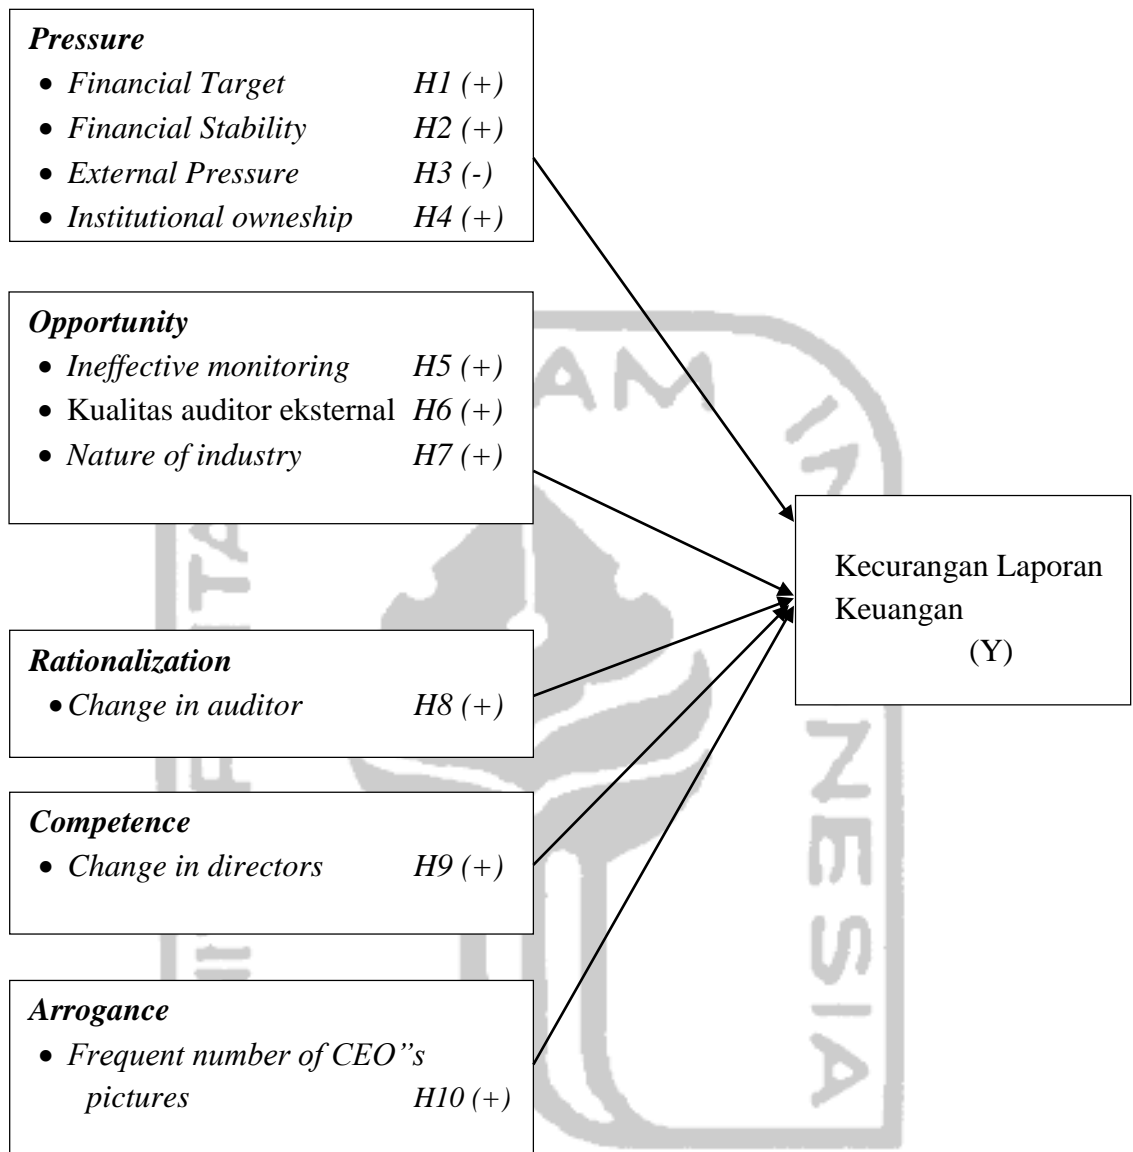 Pressure
• Financial Target H1 (+)
• Financial Stability H2 (+)
• External Pressure H3 (-)
• Institutional owneship H4 (+)
Opportunity
• Ineffective monitoring H5 (+)
• Kualitas auditor eksternal H6 (+)
• Nature of industry H7 (+)
Kecurangan Laporan
Keuangan
(Y)
Rationalization
• Change in auditor H8 (+)
Competence
• Change in directors H9 (+)
Arrogance
• Frequent number of CEO”s
pictures H10 (+)
AM
NESIA